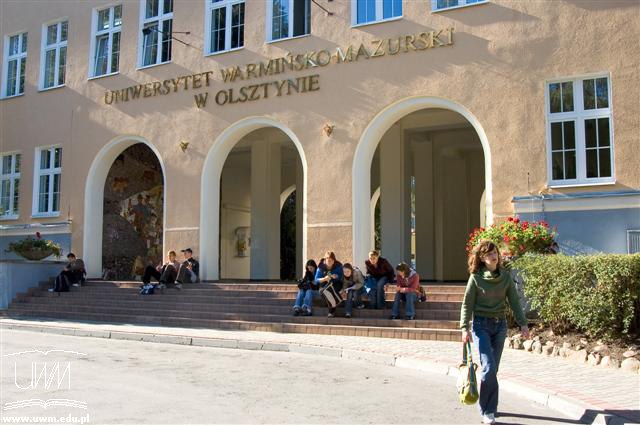 UNIWERSYTET WARMIŃSKO-MAZURSKI
W OLSZTYNIE
UWM
www.uwm.edu.pl